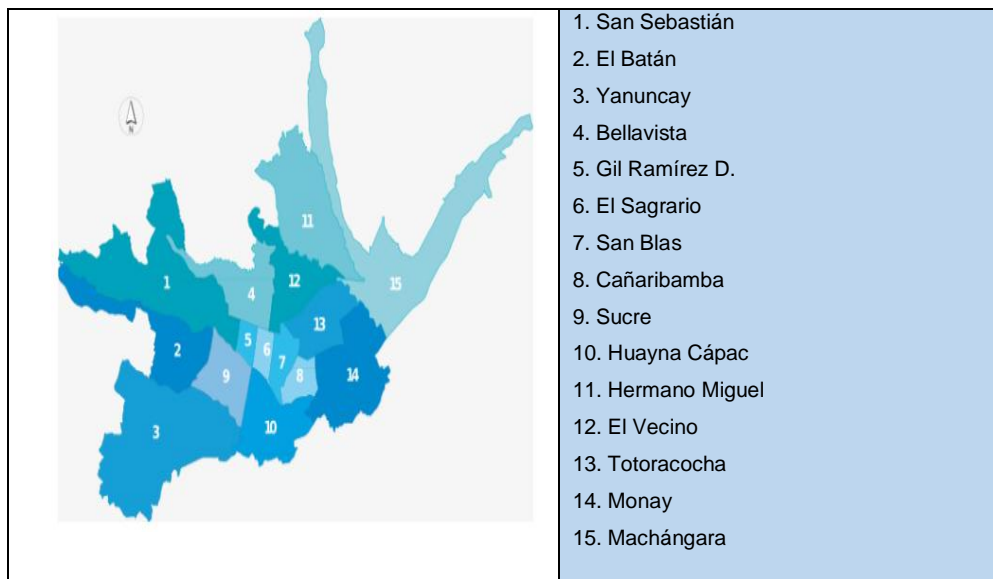 N
11
1
4
12
15
13
2
5
6
7
9
8
14
3
10
1. San Sebastián
2. El Batán
3. Yanuncay
4. Bellavista
5. Gil Ramírez D.
6. El Sagrario
7. San Blas
8. Cañaribamba
9. Sucre
10. Huayna Cápac
11. Hermano Miguel
12. El Vecino
13. Totoracocha
14. Monay
15. Machángara